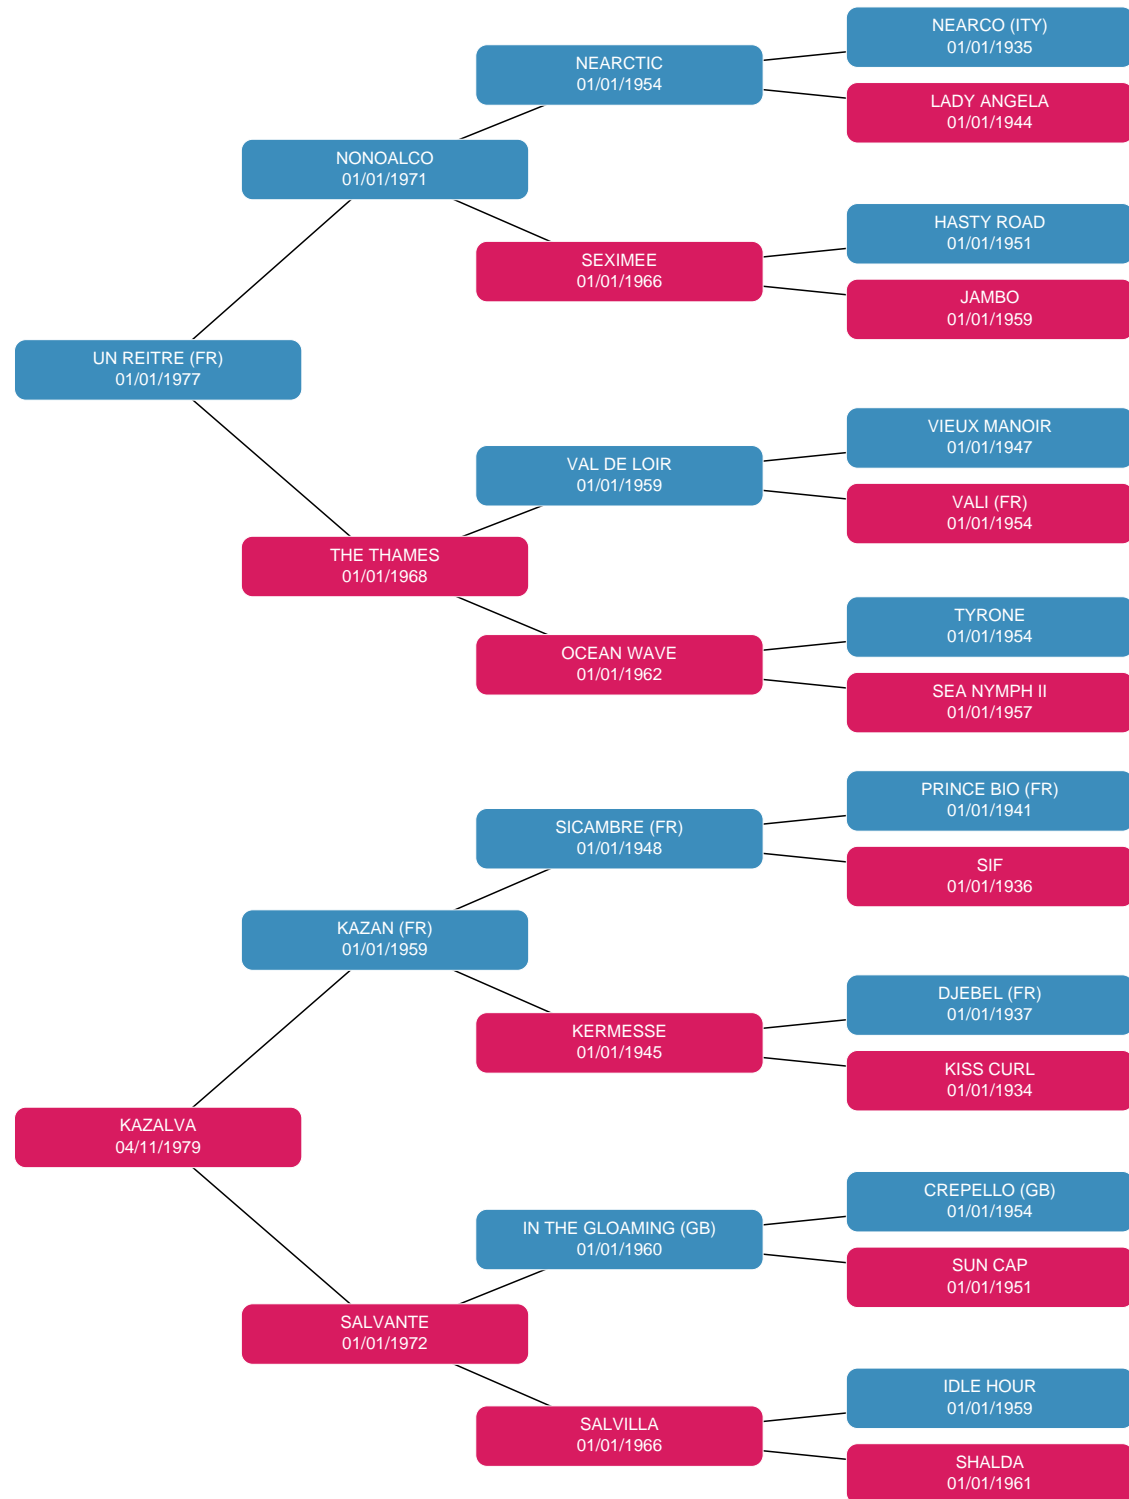 NEARCO (ITY)
01/01/1935
NEARCTIC
01/01/1954
LADY ANGELA
01/01/1944
NONOALCO
01/01/1971
HASTY ROAD
01/01/1951
SEXIMEE
01/01/1966
JAMBO
01/01/1959
UN REITRE (FR)
01/01/1977
VIEUX MANOIR
01/01/1947
VAL DE LOIR
01/01/1959
VALI (FR)
01/01/1954
THE THAMES
01/01/1968
TYRONE
01/01/1954
OCEAN WAVE
01/01/1962
SEA NYMPH II
01/01/1957
PRINCE BIO (FR)
01/01/1941
SICAMBRE (FR)
01/01/1948
SIF
01/01/1936
KAZAN (FR)
01/01/1959
DJEBEL (FR)
01/01/1937
KERMESSE
01/01/1945
KISS CURL
01/01/1934
KAZALVA
04/11/1979
CREPELLO (GB)
01/01/1954
IN THE GLOAMING (GB)
01/01/1960
SUN CAP
01/01/1951
SALVANTE
01/01/1972
IDLE HOUR
01/01/1959
SALVILLA
01/01/1966
SHALDA
01/01/1961